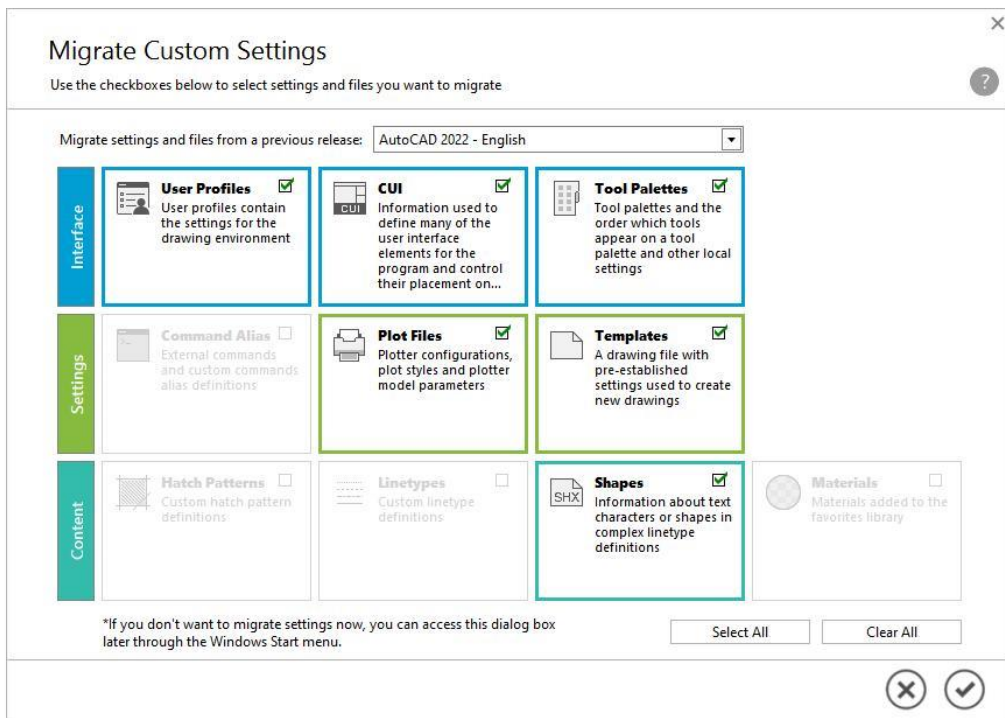 Migrate Custom Settings
Use the checkboxes below to select settings and files you want to migrate
?
Migrate settings and files from a previous release: AutoCAD 2022 - English
Interface
User Profiles
User profiles contain
the settings for the
drawing environment
CUI
CUI
Information used to
define many of the
user interface
elements for the
program and control
their placement on...
Tool Palettes
Tool palettes and the
order which tools
appear on a tool
palette and other local
settings
Settings
Command Alias
External commands
and custom commands
alias definitions
Plot Files
Plotter configurations,
plot styles and plotter
model parameters
Templates
A drawing file with
pre-established
settings used to create
new drawings
Content
Hatch Patterns
Custom hatch pattern
definitions
Linetypes
Custom linetype
definitions
SHX
Shapes
Information about text
characters or shapes in
complex linetype
definitions
Materials
Materials added to the
favorites library
*If you don't want to migrate settings now, you can access this dialog box
later through the Windows Start menu.
Select All
Clear All